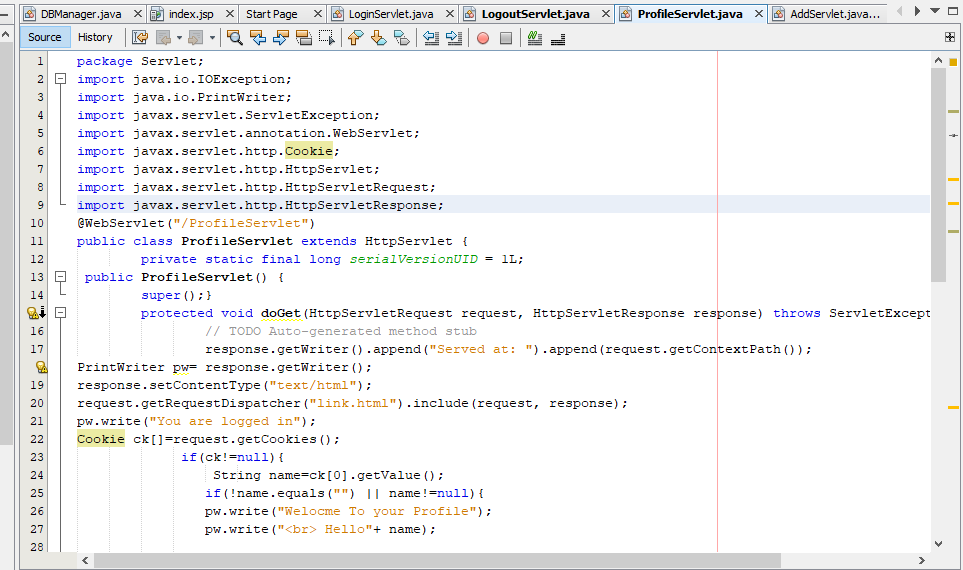 DBManager.java index.jsp Start Page LoginServlet.java LogoutServlet.java ProfileServlet.java AddServlet.java...
Source History
1 package Servlet;
2 import java.io.IOException;
3 import java.io.PrintWriter;
4 import javax.servlet.ServletException;
5 import javax.servlet.annotation.WebServlet;
6 import javax.servlet.http.Cookie;
7 import javax.servlet.http.HttpServlet;
8 import javax.servlet.http.HttpServletRequest;
9 import javax.servlet.http.HttpServletResponse;
10 @WebServlet("/ProfileServlet")
11 public class ProfileServlet extends HttpServlet {
12 private static final long serialVersionUID = 1L;
13 public ProfileServlet() {
14 super();}
protected void doGet(HttpServletRequest request, HttpServletResponse response) throws ServletExcept
16 // TODO Auto-generated method stub
17 response.getWriter().append("Served at: ").append(request.getContextPath());
PrintWriter pw= response.getWriter();
19 response.setContentType("text/html");
20 request.getRequestDispatcher("link.html").include(request, response);
21 pw.write("You are logged in");
22 Cookie ck[]=request.getCookies();
23 if(ck!=null){
24 String name=ck[0].getValue();
25 if(!name.equals("") || name!=null){
26 pw.write("Welocme To your Profile");
27 pw.write("<br> Hello"+ name);
28